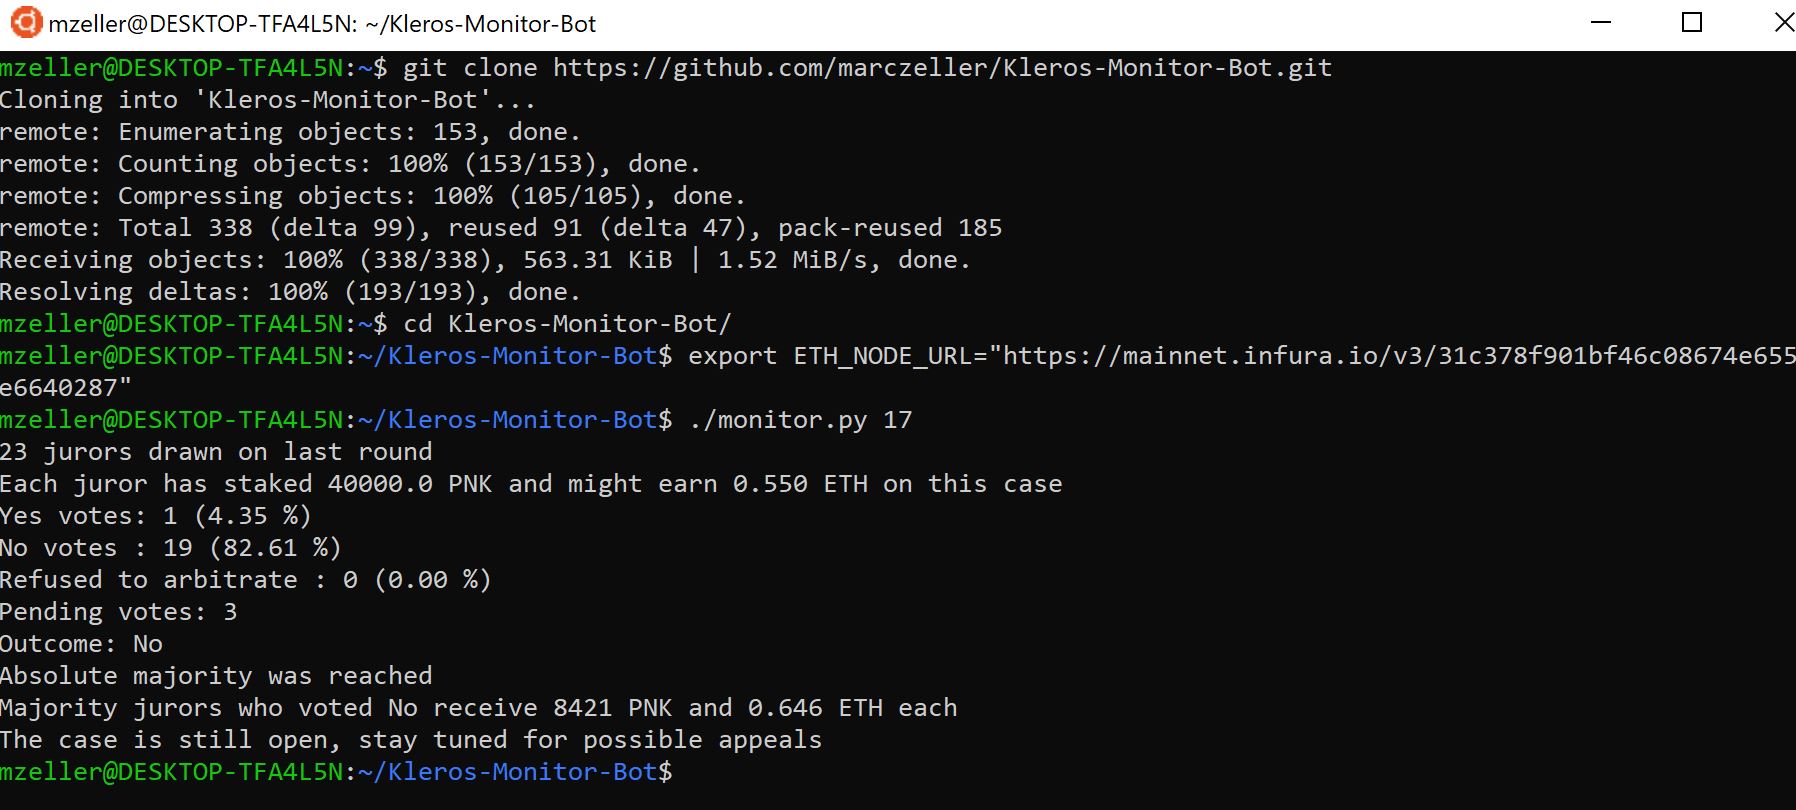 mzeller@DESKTOP-TFA4L5N: ~/Kleros-Monitor-Bot
mzeller@DESKTOP-TFA4L5N:~$ git clone https://github.com/marczeller/Kleros-Monitor-Bot.git
Cloning into 'Kleros-Monitor-Bot'...
remote: Enumerating objects: 153, done.
remote: Counting objects: 100% (153/153), done.
remote: Compressing objects: 100% (105/105), done.
remote: Total 338 (delta 99), reused 91 (delta 47), pack-reused 185
Receiving objects: 100% (338/338), 563.31 KiB | 1.52 MiB/s, done.
Resolving deltas: 100% (193/193), done.
mzeller@DESKTOP-TFA4L5N:~$ cd Kleros-Monitor-Bot/
mzeller@DESKTOP-TFA4L5N:~/Kleros-Monitor-Bot$ export ETH_NODE_URL="https://mainnet.infura.io/v3/31c378f901bf46c08674e655
e6640287"
mzeller@DESKTOP-TFA4L5N:~/Kleros-Monitor-Bot$ ./monitor.py 17
23 jurors drawn on last round
Each juror has staked 40000.0 PNK and might earn 0.550 ETH on this case
Yes votes: 1 (4.35 %)
No votes : 19 (82.61 %)
Refused to arbitrate : 0 (0.00 %)
Pending votes: 3
Outcome: No
Absolute majority was reached
Majority jurors who voted No receive 8421 PNK and 0.646 ETH each
The case is still open, stay tuned for possible appeals
mzeller@DESKTOP-TFA4L5N:~/Kleros-Monitor-Bot$